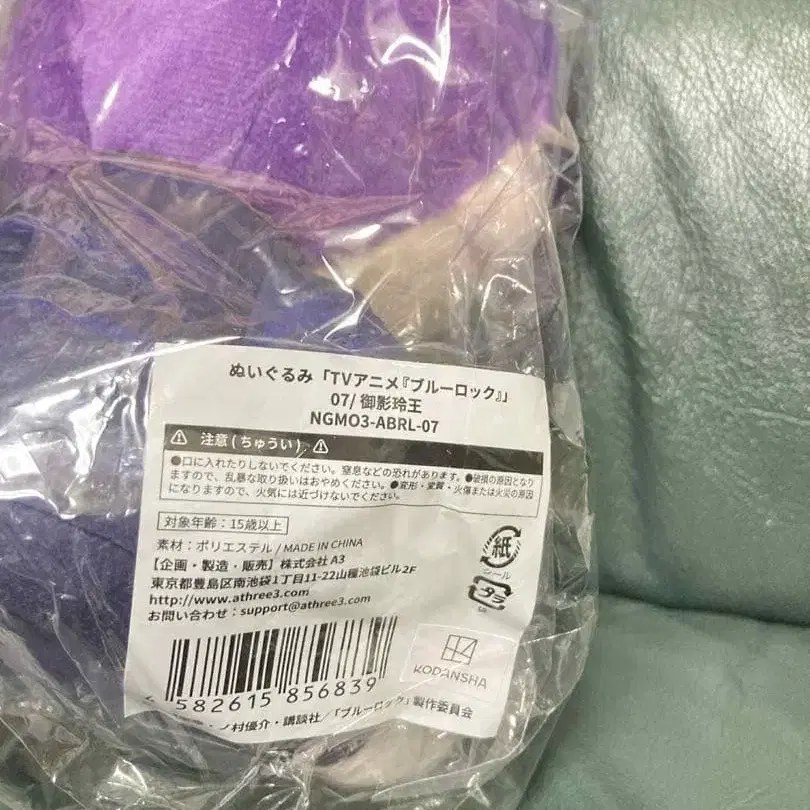 ぬいぐるみ「TVアニメ『ブルーロック』」
07/ 御影玲王
NGMO3-ABRL-07
注意(ちゅうい)
●口に入れたりしないでください。窒息などの恐れがあります。●破損の原因となり
ますので、乱暴な取り扱いはおやめください。●変形・変質・火傷または火災の原因
になりますので、火気には近づけないでください。
対象年齢:15歳以上
素材:ポリエステル / MADE IN CHINA
【企画・製造・販売】株式会社 A3
東京都豊島区南池袋1丁目11-22山種池袋ビル2F
http://www.athree3.com
お問い合わせ:support@athree3.com
紙
シール
プラ
582615 856839
KODANSHA
ノ村優介・講談社/「ブルーロック」製作委員会